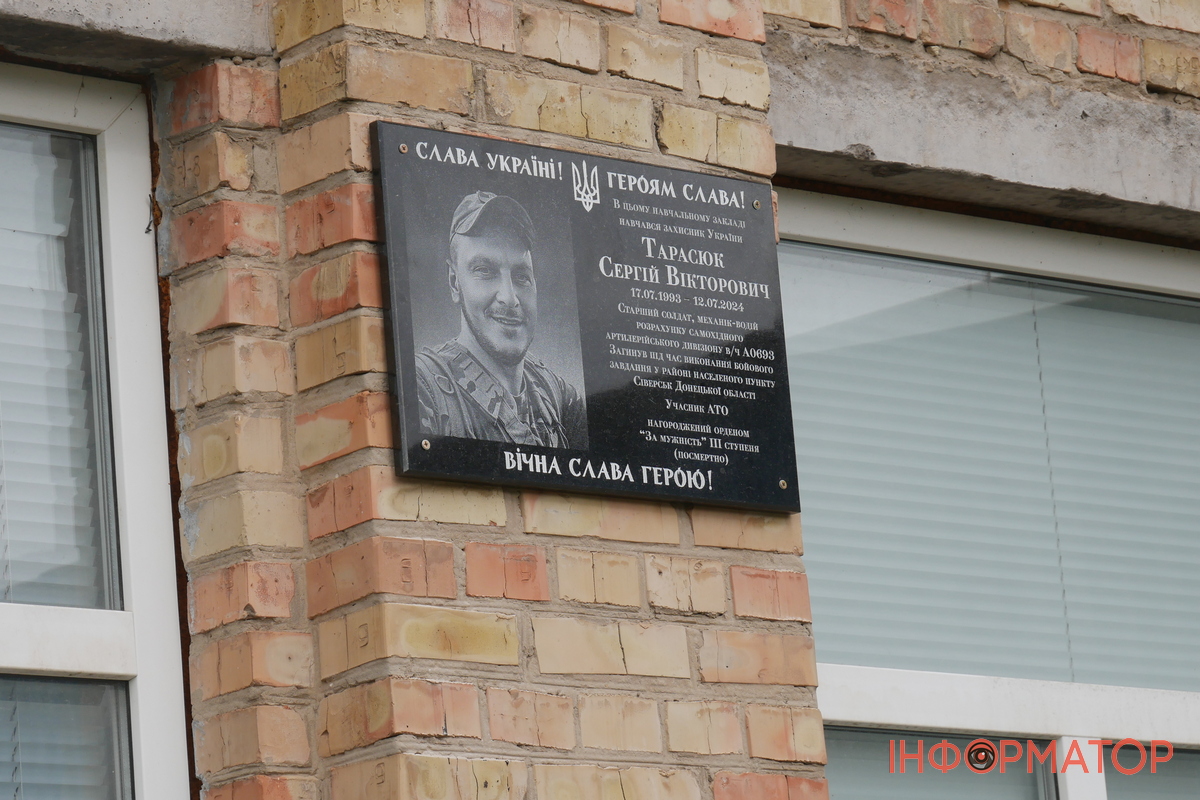 СЛАВА УКРАЇНІ! ГЕРОЯМ СЛАВА!
В цьому навчальному закладі
навчався захисник України
Тарасюк
Сергій Вікторович
17.07.1993 – 12.07.2024
Старший солдат, механік-водій
розрахунку самохідного
артилерійського дивізіону в/ч А0693
Загинув під час виконання бойового
завдання у районі населеного пункту
Сіверськ Донецької області
Учасник АТО
нагороджений орденом
"За мужність" ІІІ ступеня
(посмертно)
ВІЧНА СЛАВА ГЕРОЮ!
ІНФОРМАТОР